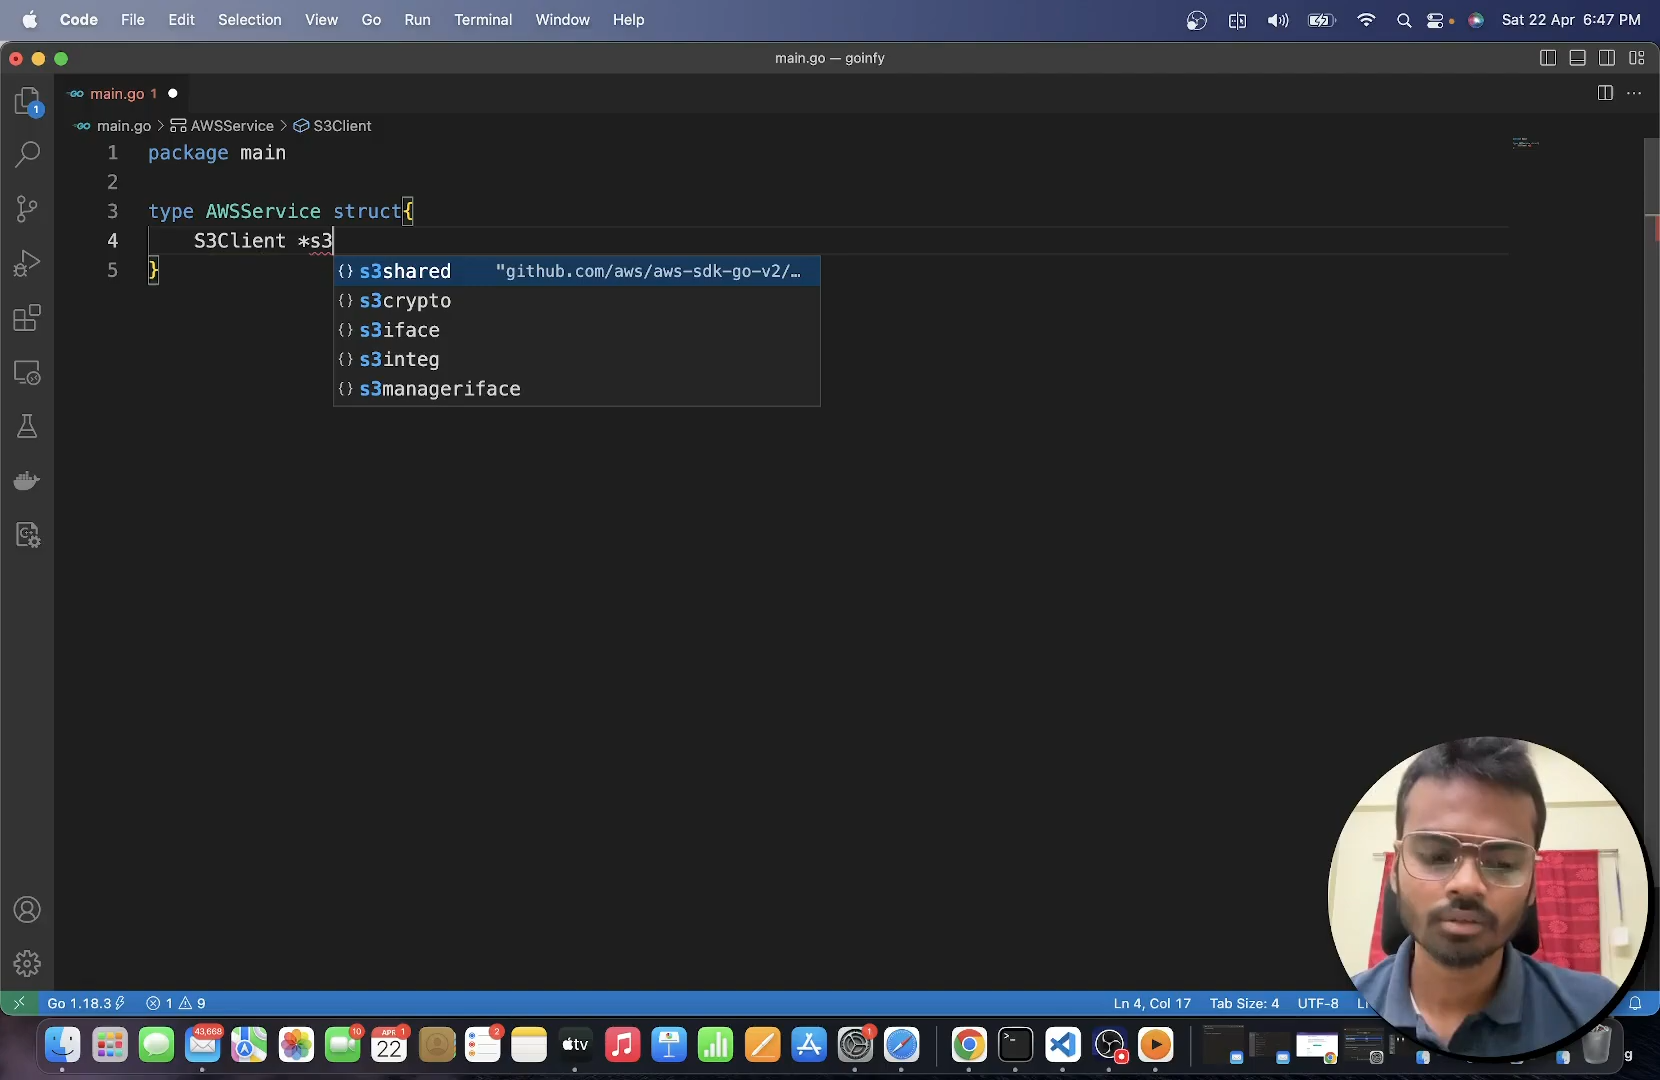 Code File Edit Selection View Go Run Terminal Window Help Sat 22 Apr 6:47 PM
main.go — goinfy
main.go 1
main.go > AWSService > S3Client
1 package main
2
3 type AWSService struct{
4 S3Client *s3
5 }
s3shared "github.com/aws/aws-sdk-go-v2/…
s3crypto
s3iface
s3integ
s3manageriface
1
Go 1.18.3 1 9 Ln 4, Col 17 Tab Size: 4 UTF-8
43,668 10 APR 1 22 2 tv 1